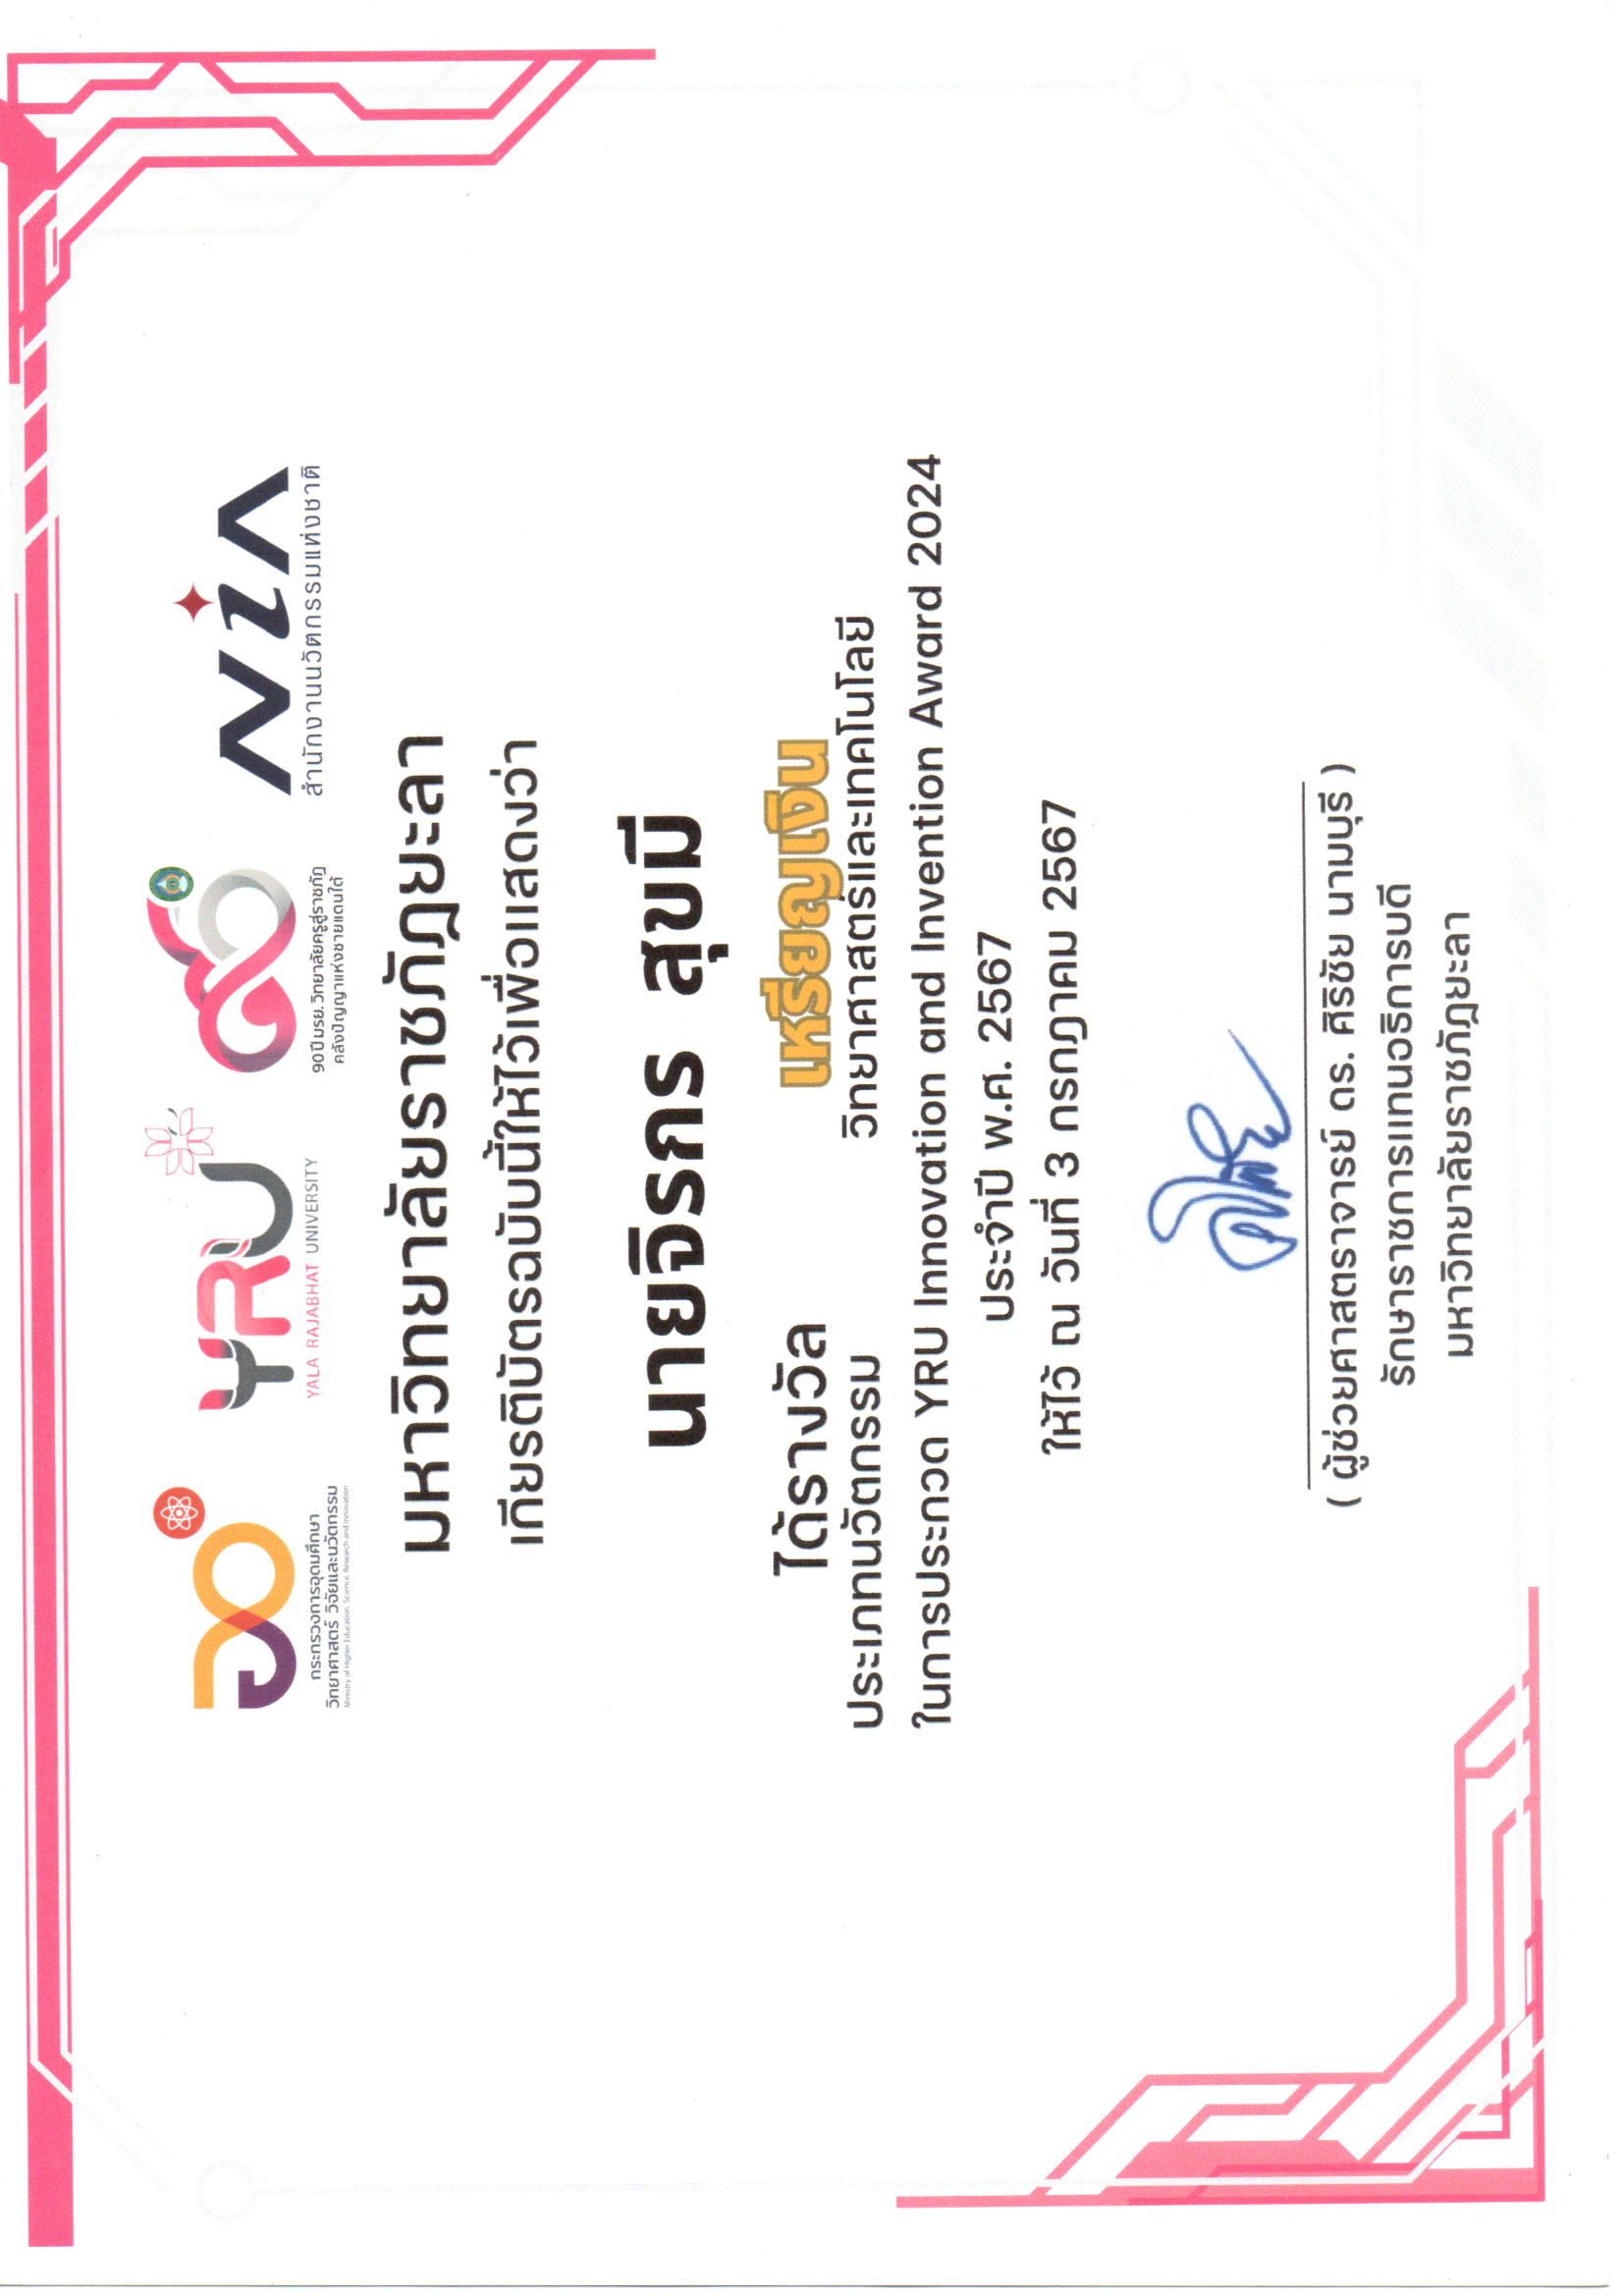 กระทรวงการอุดมศึกษา
วิทยาศาสตร์ วิจัยและนวัตกรรม
Ministry of Higher Education, Science, Research and Innovation
YRU
YALA RAJABHAT UNIVERSITY
90ปี มรย.วิทยาลัยครูสู่ราชภัฏ
คลังปัญญาแห่งชายแดนใต้
NiA
สำนักงานนวัตกรรมแห่งชาติ
มหาวิทยาลัยราชภัฏยะลา
เกียรติบัตรฉบับนี้ให้ไว้เพื่อแสดงว่า
นายจิรกร สุขมี
ได้รางวัล เหรียญเงิน
ประเภทนวัตกรรม วิทยาศาสตร์และเทคโนโลยี
ในการประกวด YRU Innovation and Invention Award 2024
ประจำปี พ.ศ. 2567
ให้ไว้ ณ วันที่ 3 กรกฎาคม 2567
( ผู้ช่วยศาสตราจารย์ ดร. ศิริชัย นามบุรี )
รักษาราชการแทนอธิการบดี
มหาวิทยาลัยราชภัฏยะลา